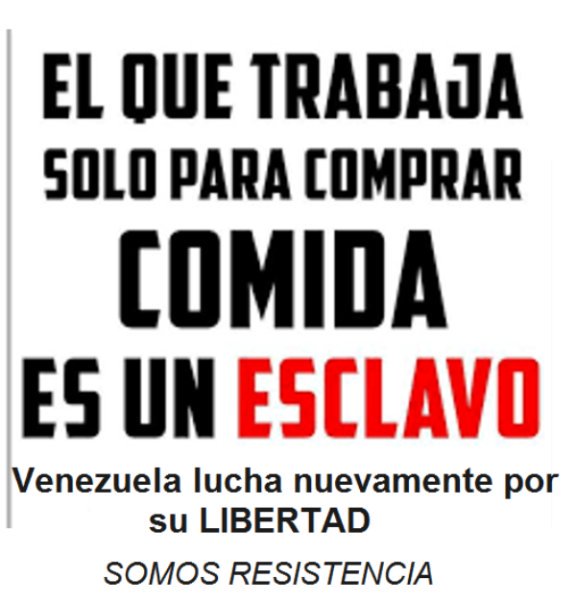 EL QUE TRABAJA
SOLO PARA COMPRAR
COMIDA
ES UN ESCLAVO
Venezuela lucha nuevamente por
su LIBERTAD
SOMOS RESISTENCIA